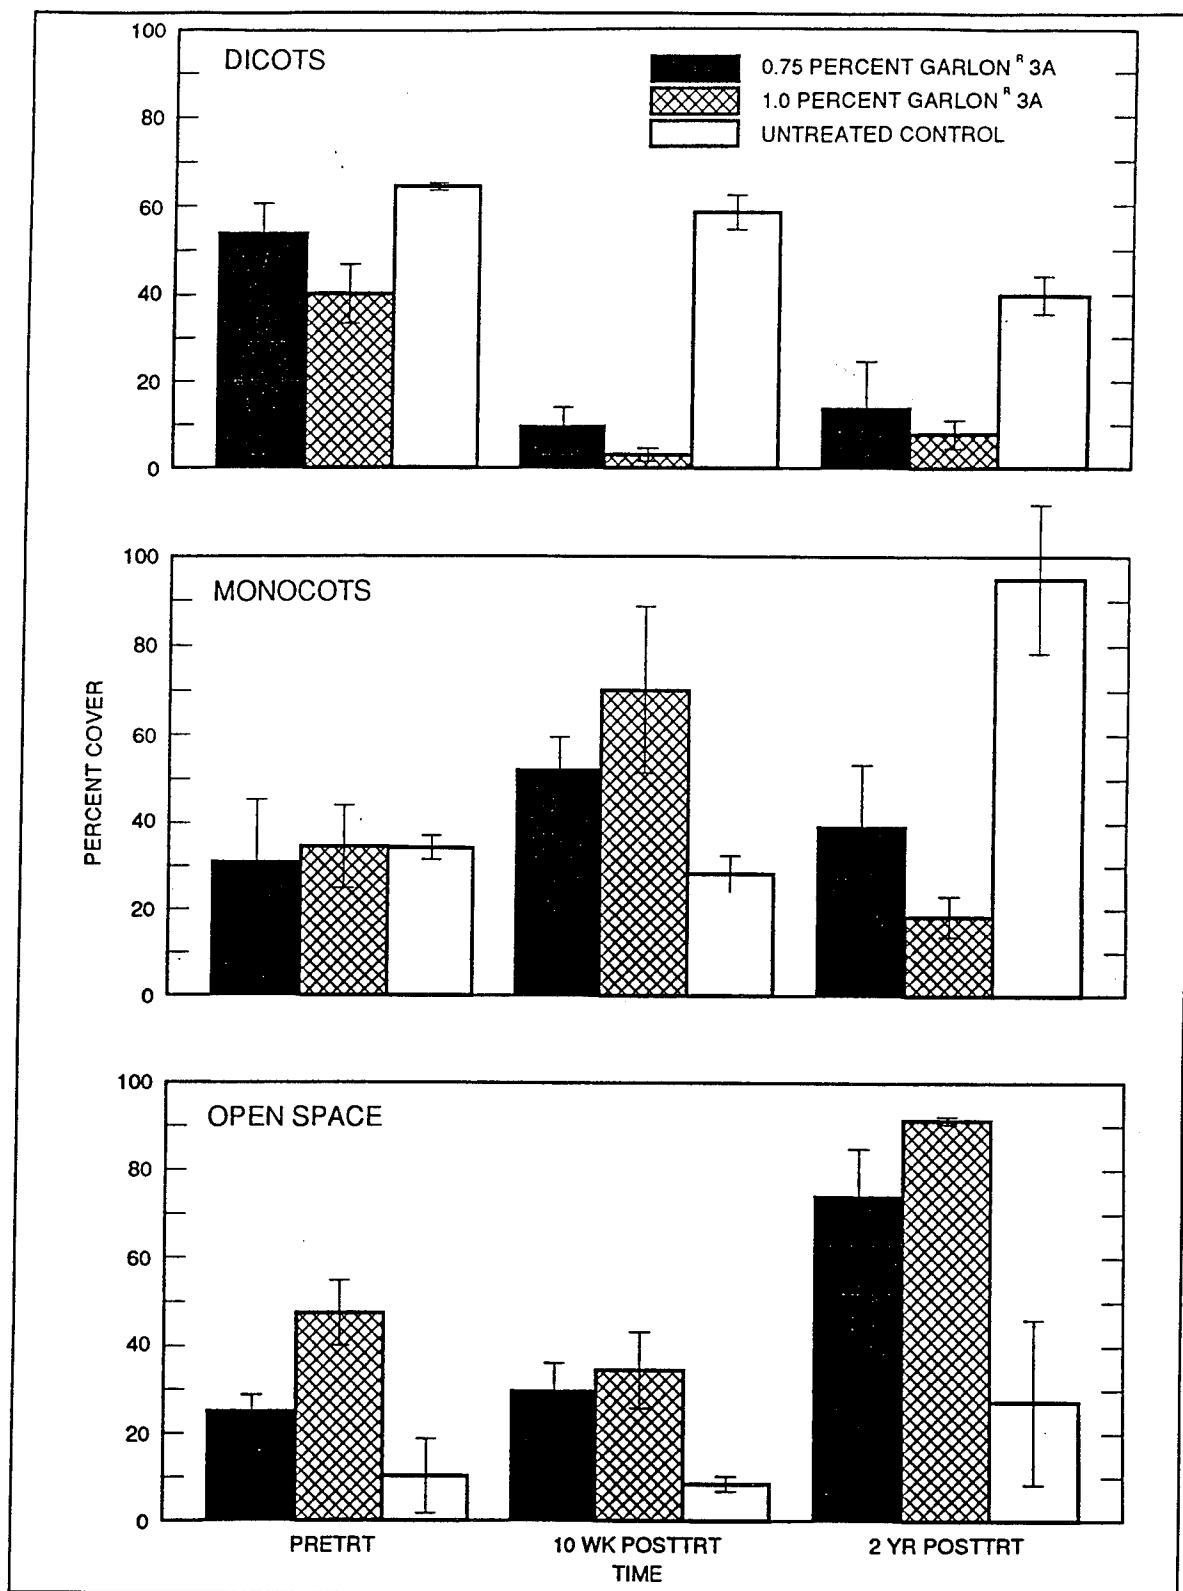 100
80
60
40
20
0
DICOTS
0.75 PERCENT GARLON R 3A
1.0 PERCENT GARLON R 3A
UNTREATED CONTROL
PERCENT COVER
100
80
60
40
20
0
MONOCOTS
100
80
60
40
20
0
OPEN SPACE
PRETRT
10 WK POSTTRT
2 YR POSTTRT
TIME